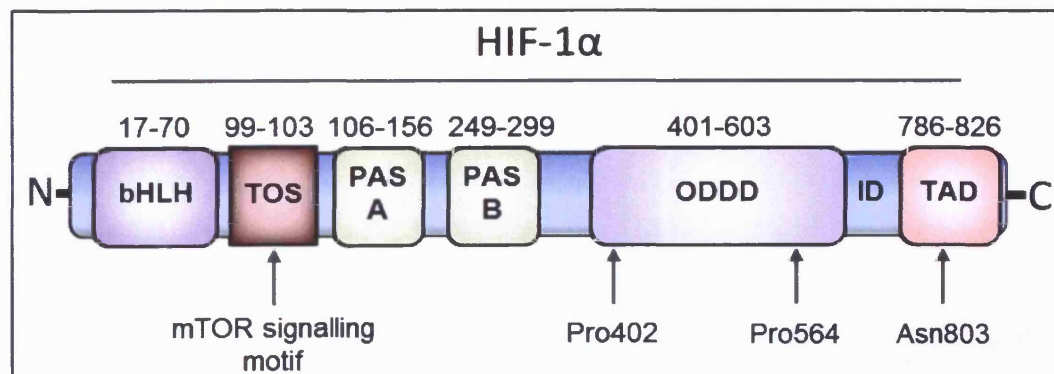 HIF-1α
17-70 99-103 106-156 249-299 401-603 786-826
N- bHLH TOS PAS A PAS B ODDD ID TAD -C
mTOR signalling motif
Pro402 Pro564 Asn803